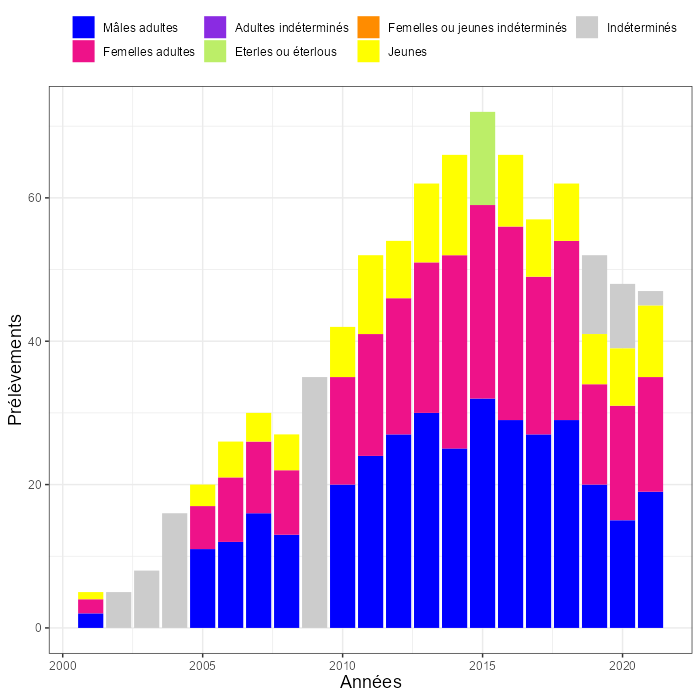 Mâles adultes Adultes indéterminés Femelles ou jeunes indéterminés Indéterminés
Femelles adultes Eterles ou éterlous Jeunes
Prélèvements
60
40
20
0
2000 2005 2010 2015 2020
Années